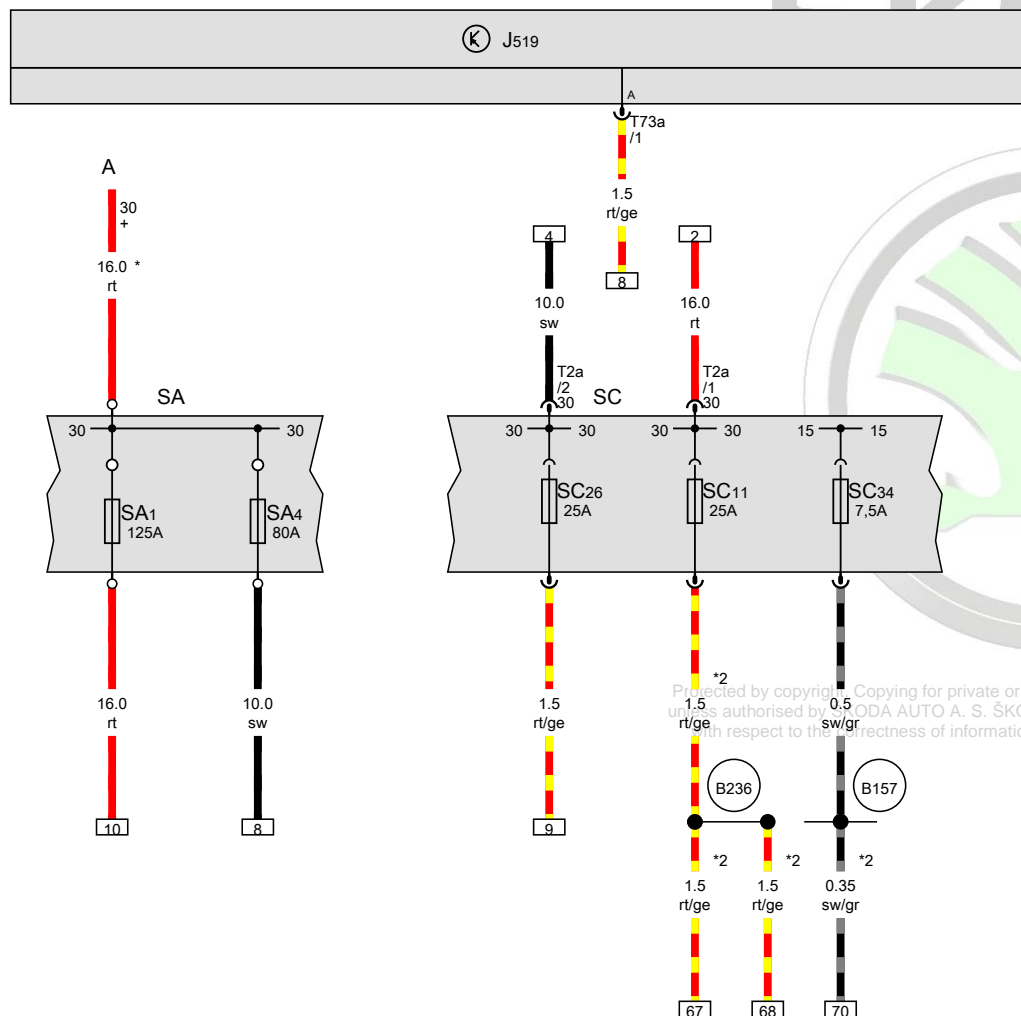 J519
A
T73a
/1
A
30
+
1.5
rt/ge
4
2
16.0 *
rt
8
10.0
sw
16.0
rt
T2a
/2
30
T2a
/1
30
SA
SC
30 30
30 30
30 30
15 15
SA1
125A
SA4
80A
SC26
25A
SC11
25A
SC34
7,5A
*2
Protected by copyright. Copying for private or
unless authorised by ŠKODA AUTO A. S. ŠKO
with respect to the correctness of informatio
16.0
rt
10.0
sw
1.5
rt/ge
1.5
rt/ge
0.5
sw/gr
B236
B157
10
8
9
*2
*2
*2
1.5
rt/ge
1.5
rt/ge
0.35
sw/gr
67
68
70